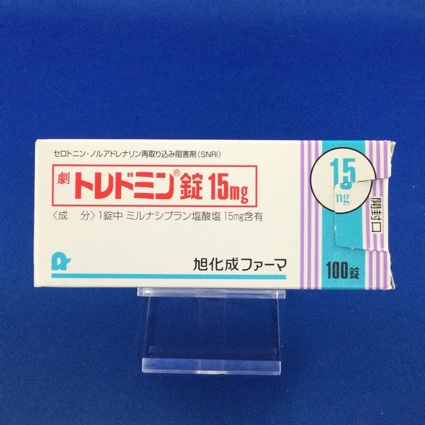 セロトニン・ノルアドレナリン再取り込み阻害剤(SNRI)
劇 トレドミン®錠 15mg
〈成 分〉1錠中 ミルナシプラン塩酸塩 15mg含有
旭化成ファーマ
15
mg
開封口
100錠